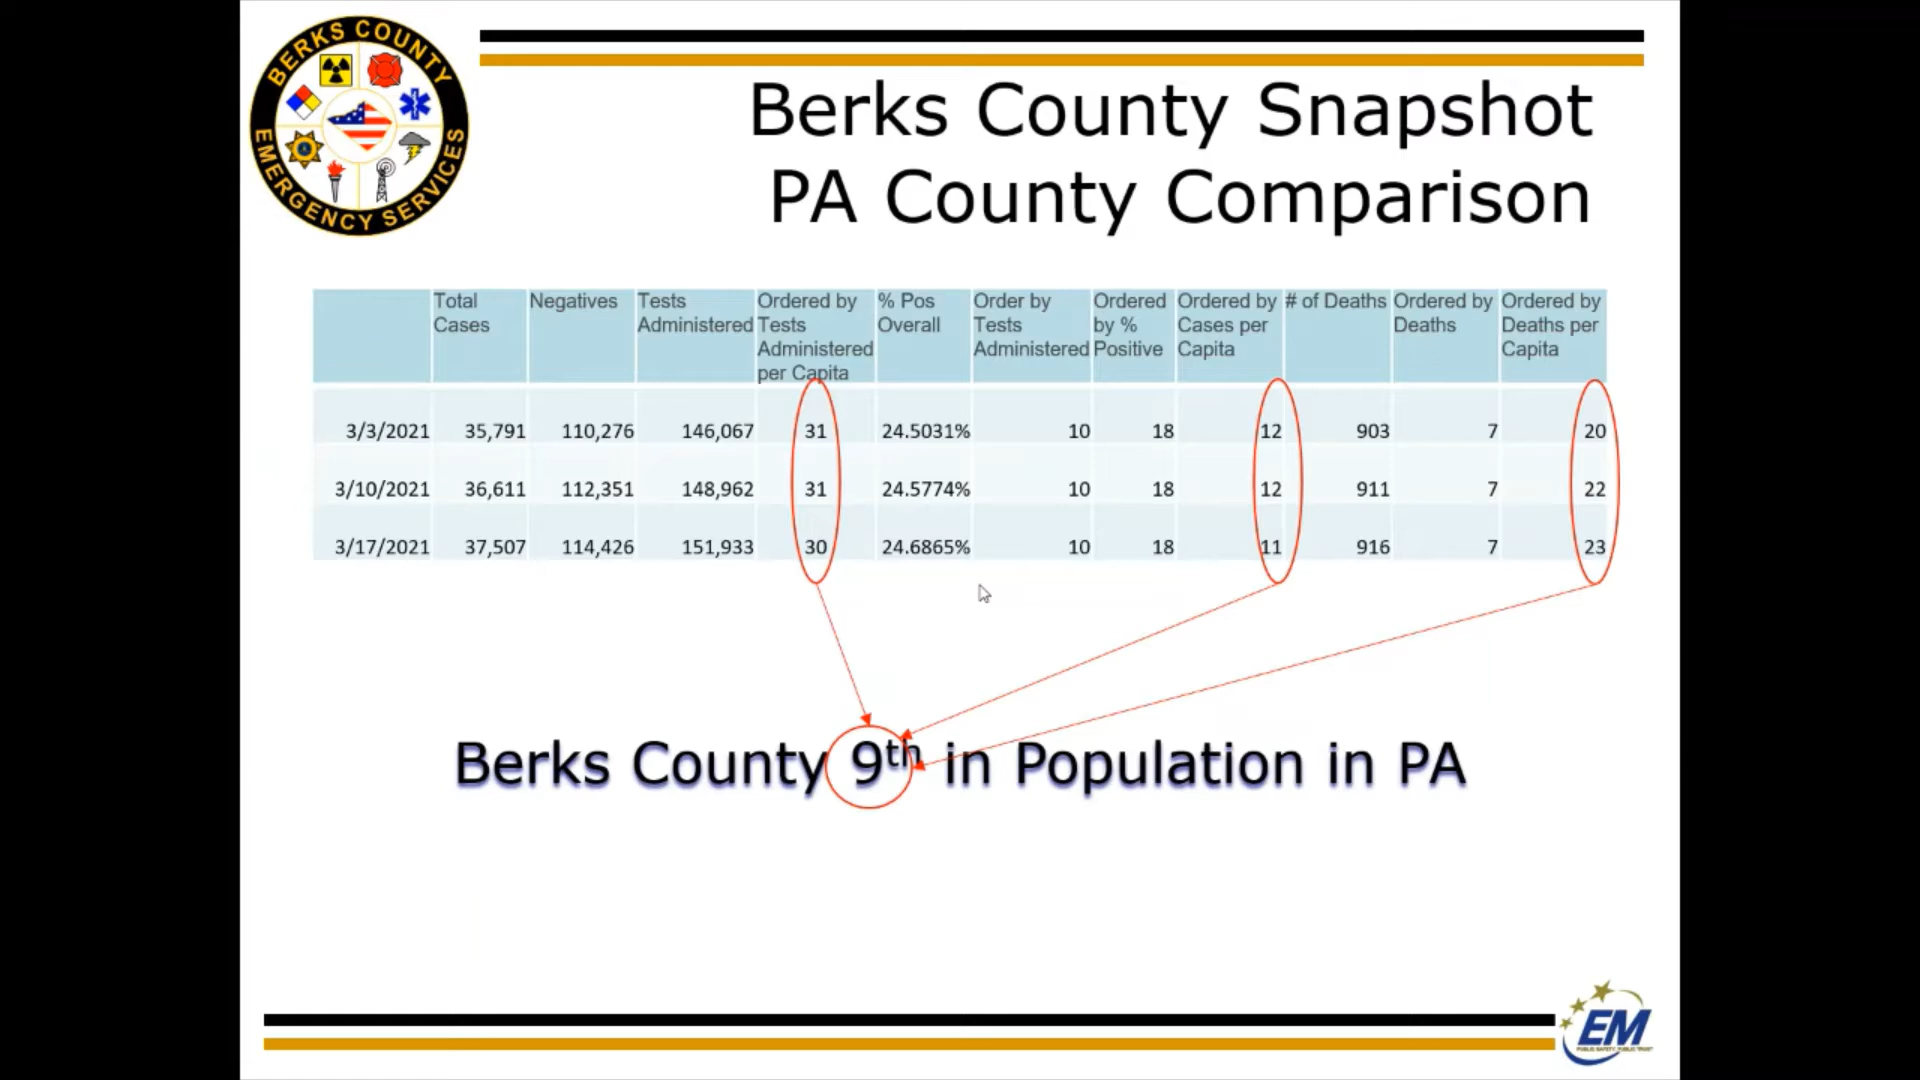 BERKS COUNTY
EMERGENCY SERVICES
Berks County Snapshot
PA County Comparison
Total Cases | Negatives | Tests Administered | Ordered by Tests Administered per Capita | % Pos Overall | Order by Tests Administered | Ordered by % Positive | Ordered by Cases per Capita | # of Deaths | Ordered by Deaths | Ordered by Deaths per Capita
3/3/2021 35,791 110,276 146,067 31 24.5031% 10 18 12 903 7 20
3/10/2021 36,611 112,351 148,962 31 24.5774% 10 18 12 911 7 22
3/17/2021 37,507 114,426 151,933 30 24.6865% 10 18 11 916 7 23
Berks County 9th in Population in PA
EM
PUBLIC SAFETY, PUBLIC TRUST